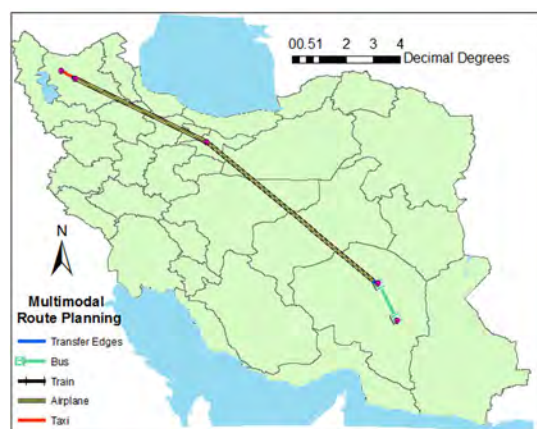 00.51 2 3 4
Decimal Degrees
N
Multimodal
Route Planning
Transfer Edges
Bus
Train
Airplane
Taxi